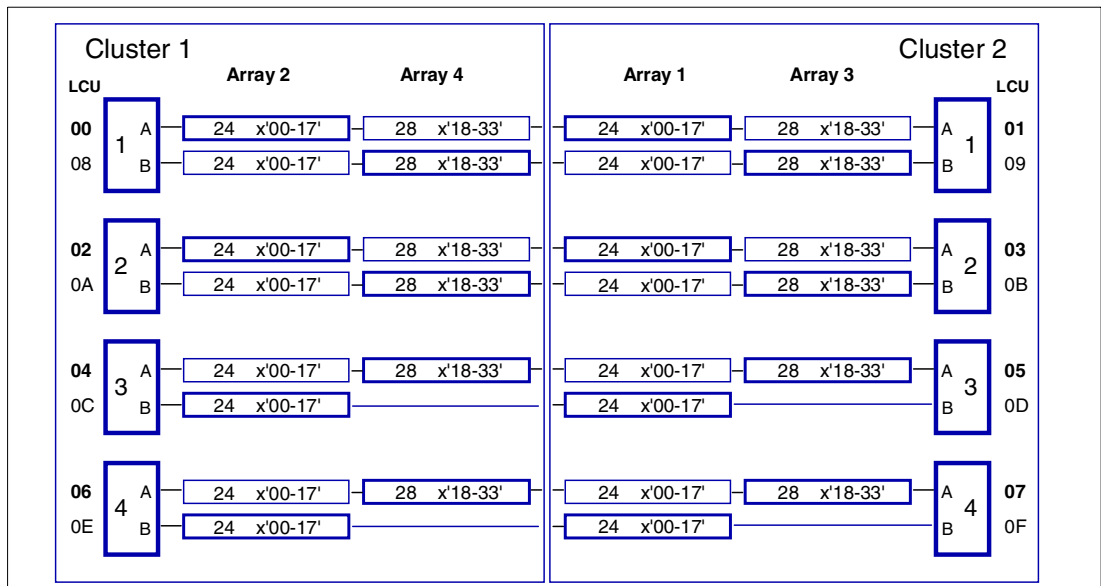 Cluster 1 Cluster 2
Array 2 Array 4 Array 1 Array 3
LCU LCU
00 1 A 24 x'00-17' 28 x'18-33' 24 x'00-17' 28 x'18-33' A 1 01
08 B 24 x'00-17' 28 x'18-33' 24 x'00-17' 28 x'18-33' B 09
02 2 A 24 x'00-17' 28 x'18-33' 24 x'00-17' 28 x'18-33' A 2 03
0A B 24 x'00-17' 28 x'18-33' 24 x'00-17' 28 x'18-33' B 0B
04 3 A 24 x'00-17' 28 x'18-33' 24 x'00-17' 28 x'18-33' A 3 05
0C B 24 x'00-17' 24 x'00-17' B 0D
06 4 A 24 x'00-17' 28 x'18-33' 24 x'00-17' 28 x'18-33' A 4 07
0E B 24 x'00-17' 24 x'00-17' B 0F